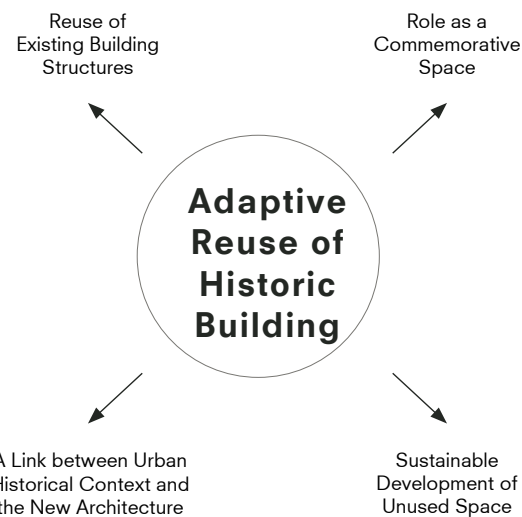 Reuse of
Existing Building
Structures
Role as a
Commemorative
Space
Adaptive
Reuse of
Historic
Building
A Link between Urban
Historical Context and
the New Architecture
Sustainable
Development of
Unused Space